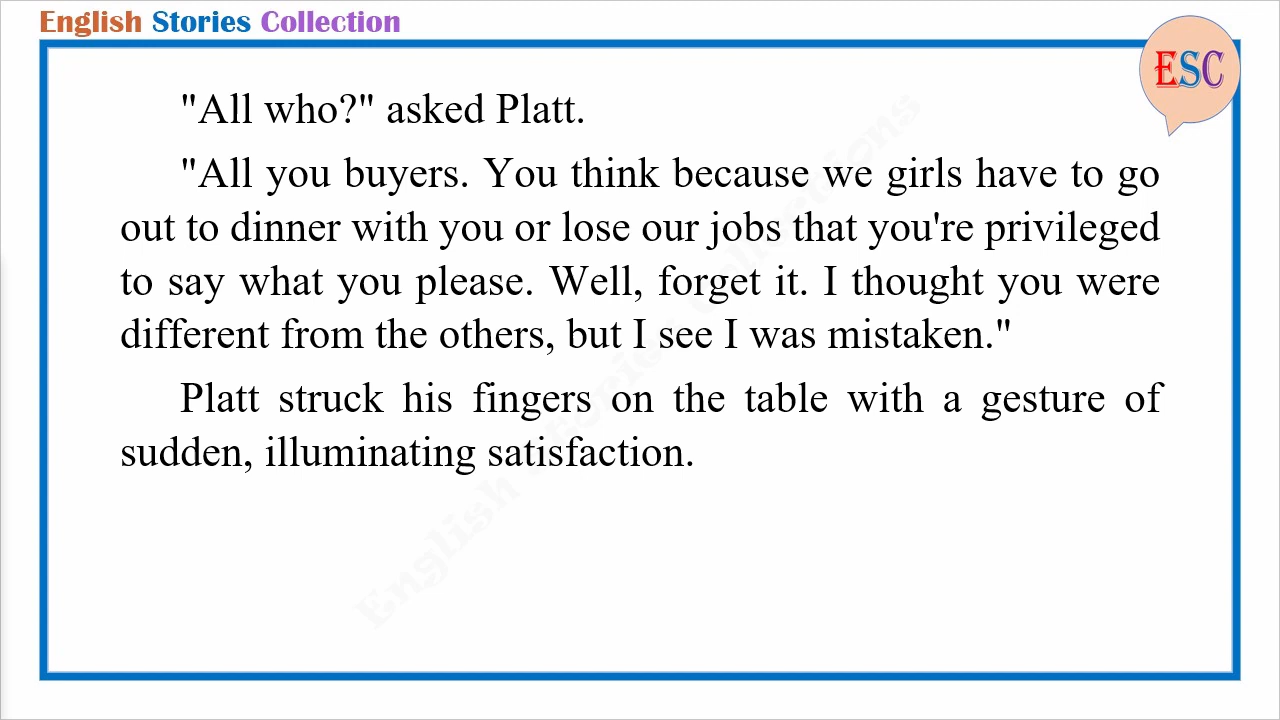 English Stories Collection
ESC
"All who?" asked Platt.
"All you buyers. You think because we girls have to go
out to dinner with you or lose our jobs that you're privileged
to say what you please. Well, forget it. I thought you were
different from the others, but I see I was mistaken."
Platt struck his fingers on the table with a gesture of
sudden, illuminating satisfaction.
English Stories Collections